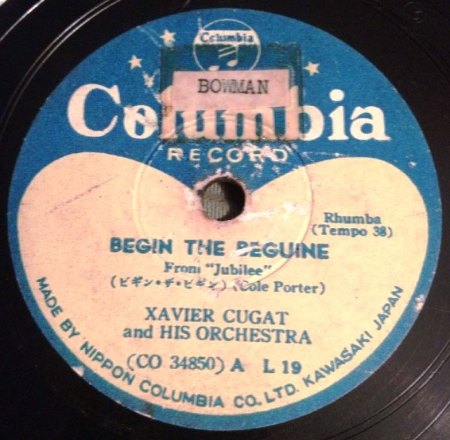 Columbia
BOWMAN
Columbia
RECORD
Rhumba
(Tempo 38)
BEGIN THE BEGUINE
From "Jubilee"
(ビギン・ザ・ビギン) (Cole Porter)
XAVIER CUGAT
and HIS ORCHESTRA
(CO 34850) A L 19
MADE BY NIPPON COLUMBIA CO. LTD. KAWASAKI JAPAN